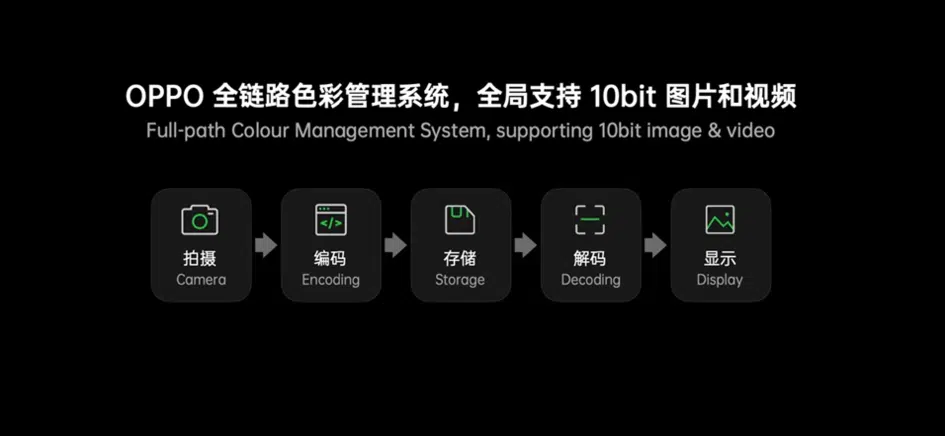 OPPO 全链路色彩管理系统，全局支持 10bit 图片和视频
Full-path Colour Management System, supporting 10bit image & video
拍摄
Camera
编码
Encoding
存储
Storage
解码
Decoding
显示
Display